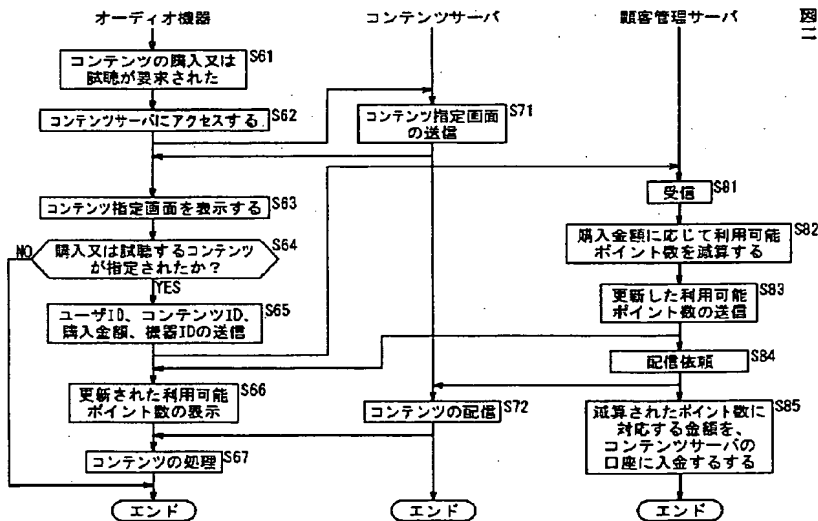 図11
オーディオ機器
コンテンツサーバ
顧客管理サーバ
コンテンツの購入又は
試聴が要求された
S61
コンテンツサーバにアクセスする
S62
コンテンツ指定画面
の送信
S71
コンテンツ指定画面を表示する
S63
受信
S81
購入又は試聴するコンテンツ
が指定されたか？
S64
NO
YES
購入金額に応じて利用可能
ポイント数を減算する
S82
ユーザID、コンテンツID、
購入金額、機器IDの送信
S65
更新した利用可能
ポイント数の送信
S83
配信依頼
S84
更新された利用可能
ポイント数の表示
S66
コンテンツの配信
S72
減算されたポイント数に
対応する金額を、
コンテンツサーバの
口座に入金するする
S85
コンテンツの処理
S67
エンド
エンド
エンド